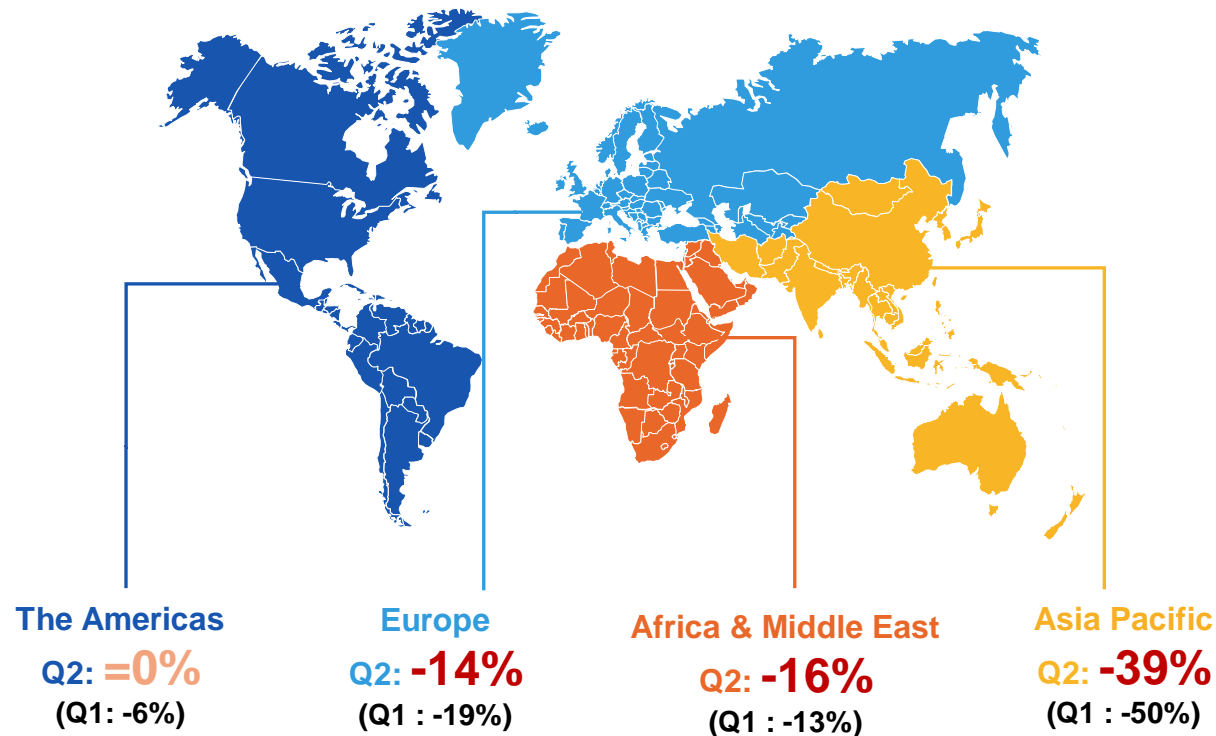 The Americas
Q2: =0%
(Q1: -6%)
Europe
Q2: -14%
(Q1 : -19%)
Africa & Middle East
Q2: -16%
(Q1 : -13%)
Asia Pacific
Q2: -39%
(Q1 : -50%)